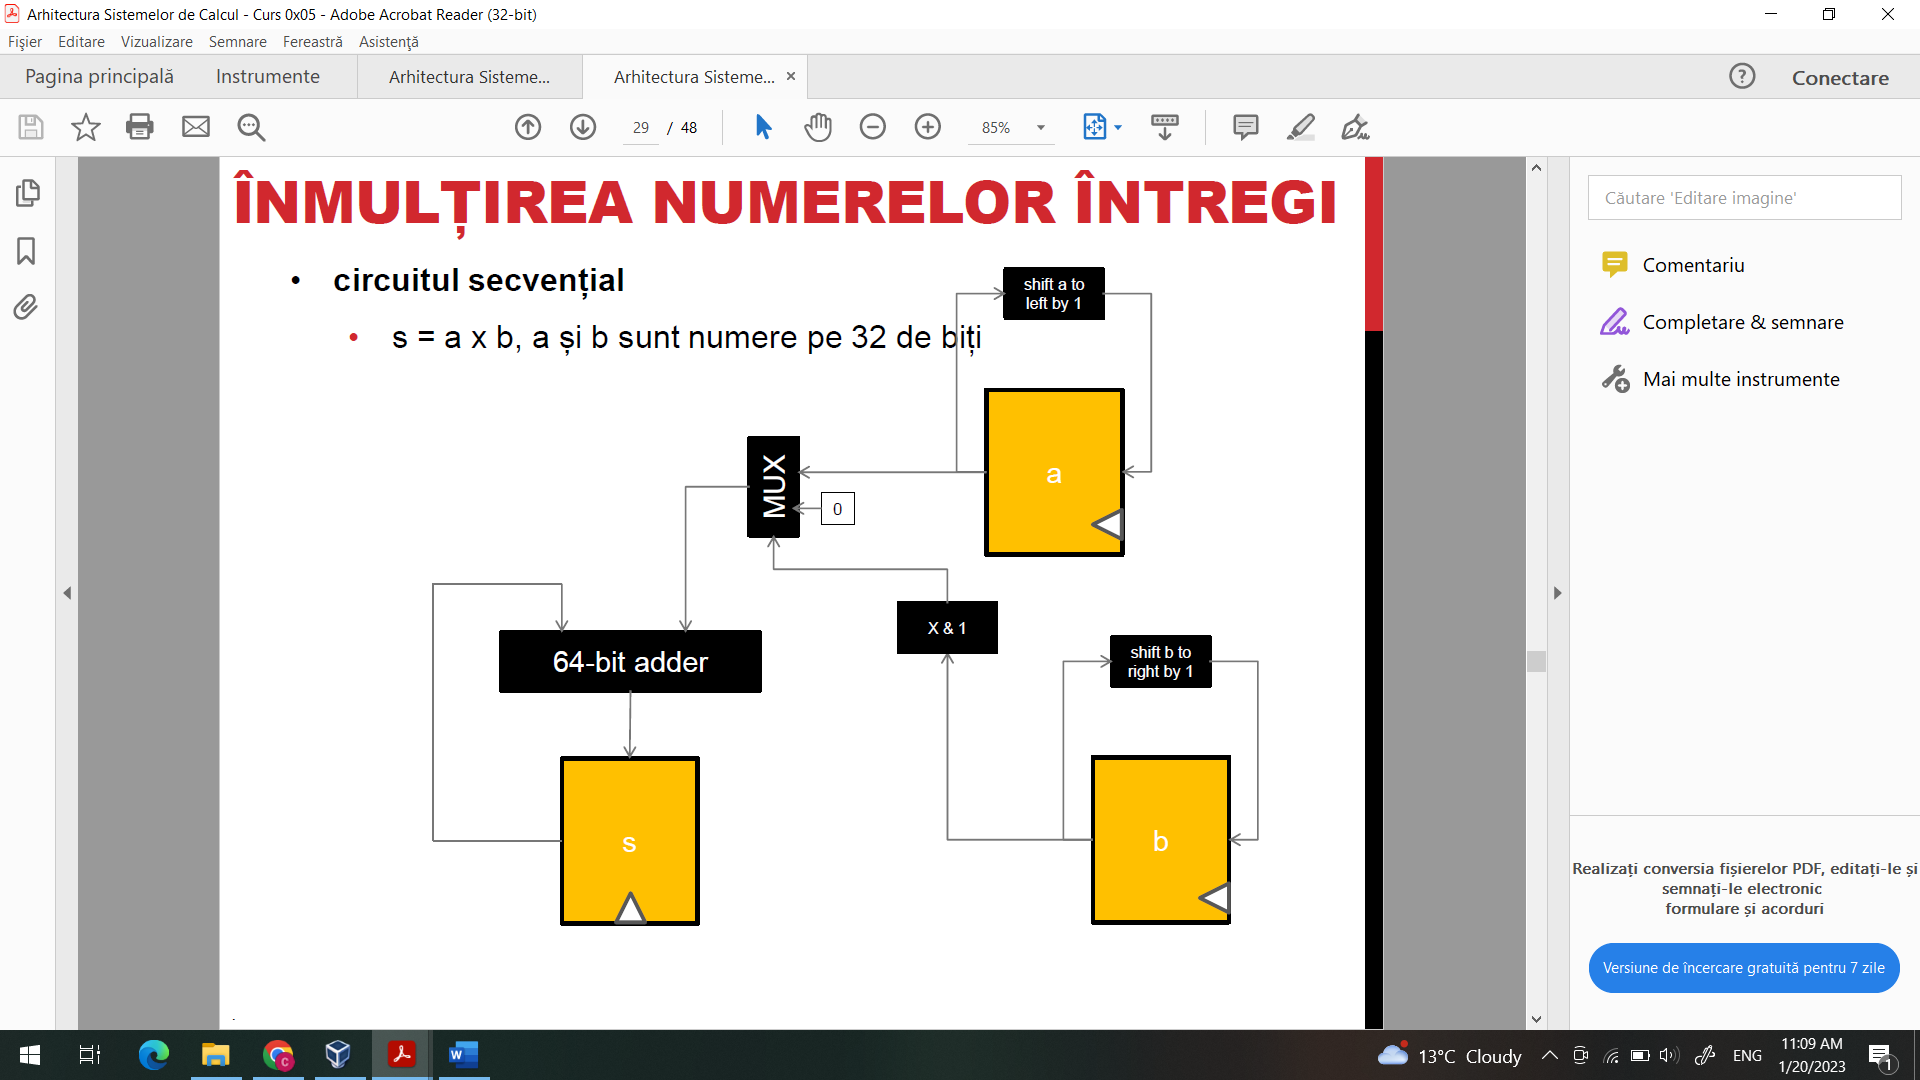 Arhitectura Sistemelor de Calcul - Curs 0x05 - Adobe Acrobat Reader (32-bit)
Fișier Editare Vizualizare Semnare Fereastră Asistență
Pagina principală Instrumente Arhitectura Sisteme... Arhitectura Sisteme... Conectare
29 / 48 85%
ÎNMULȚIREA NUMERELOR ÎNTREGI
• circuitul secvențial
• s = a x b, a și b sunt numere pe 32 de biți
shift a to
left by 1
a
MUX
0
X & 1
64-bit adder
shift b to
right by 1
s
b
Căutare 'Editare imagine'
Comentariu
Completare & semnare
Mai multe instrumente
Realizați conversia fișierelor PDF, editați-le și
semnați-le electronic
formulare și acorduri
Versiune de încercare gratuită pentru 7 zile
13°C Cloudy ENG 11:09 AM
1/20/2023
1